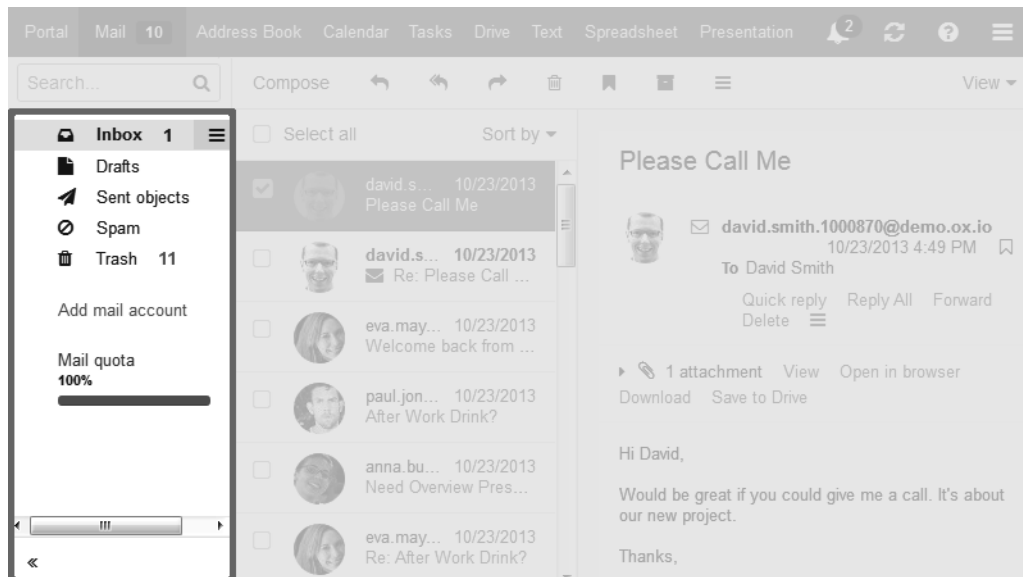 Portal Mail 10 Address Book Calendar Tasks Drive Text Spreadsheet Presentation 2
Search...
Compose
View
Inbox 1
Drafts
Sent objects
Spam
Trash 11
Add mail account
Mail quota
100%
Select all Sort by
david.s... 10/23/2013
Please Call Me
david.s... 10/23/2013
Re: Please Call ...
eva.may... 10/23/2013
Welcome back from ...
paul.jon... 10/23/2013
After Work Drink?
anna.bu... 10/23/2013
Need Overview Pres...
eva.may... 10/23/2013
Re: After Work Drink?
Please Call Me
david.smith.1000870@demo.ox.io
10/23/2013 4:49 PM
To David Smith
Quick reply Reply All Forward
Delete
1 attachment View Open in browser
Download Save to Drive
Hi David,
Would be great if you could give me a call. It's about
our new project.
Thanks,